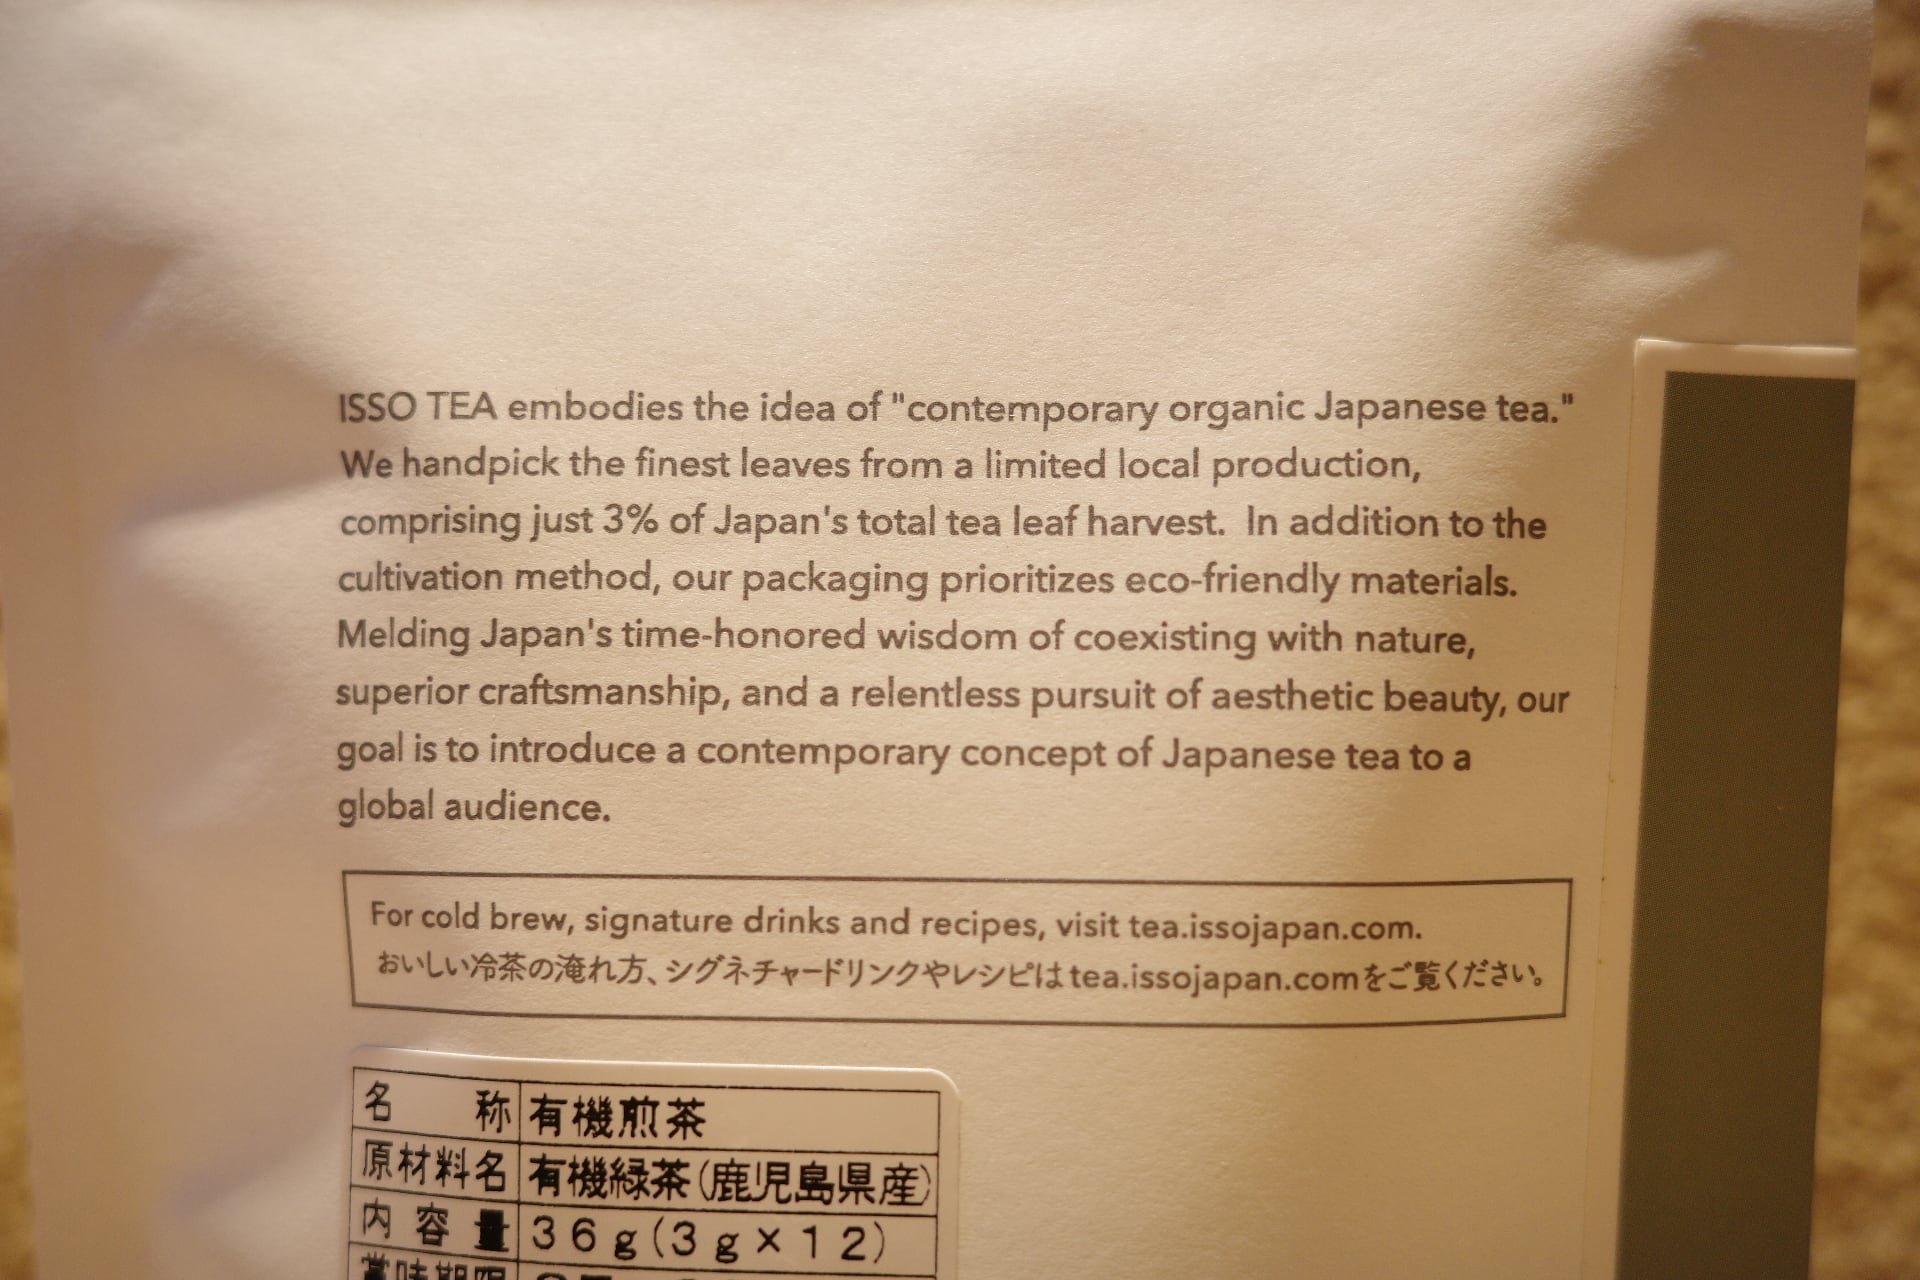 ISSO TEA embodies the idea of "contemporary organic Japanese tea."
We handpick the finest leaves from a limited local production,
comprising just 3% of Japan's total tea leaf harvest.  In addition to the
cultivation method, our packaging prioritizes eco-friendly materials.
Melding Japan's time-honored wisdom of coexisting with nature,
superior craftsmanship, and a relentless pursuit of aesthetic beauty, our
goal is to introduce a contemporary concept of Japanese tea to a
global audience.
For cold brew, signature drinks and recipes, visit tea.issojapan.com.
おいしい冷茶の淹れ方、シグネチャードリンクやレシピは tea.issojapan.comをご覧ください。
名 称 有機煎茶
原材料名 有機緑茶(鹿児島県産)
内容量 36g(3g×12)
賞味期限